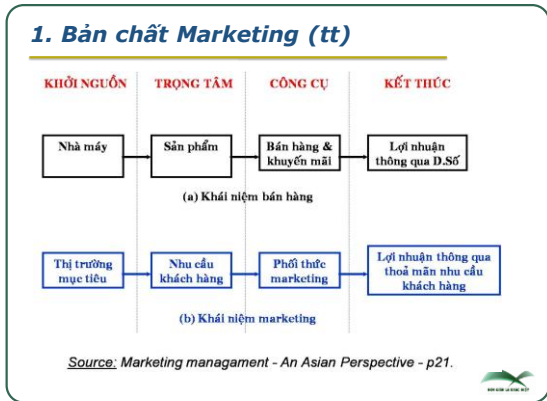 1. Bản chất Marketing (tt)
KHỞI NGUỒN TRỌNG TÂM CÔNG CỤ KẾT THÚC
Nhà máy Sản phẩm Bán hàng & Lợi nhuận
khuyến mãi thông qua D.Số
(a) Khái niệm bán hàng
Thị trường Nhu cầu Phối thức Lợi nhuận thông qua
mục tiêu khách hàng marketing thoả mãn nhu cầu
khách hàng
(b) Khái niệm marketing
Source: Marketing managament - An Asian Perspective - p21.